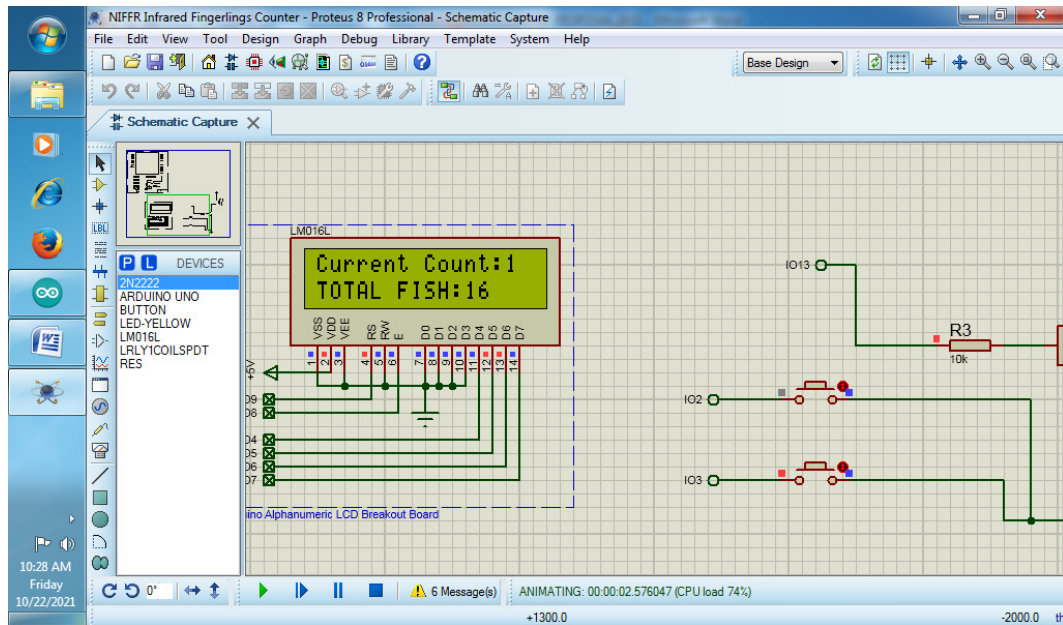 NIFFR Infrared Fingerlings Counter - Proteus 8 Professional - Schematic Capture
File Edit View Tool Design Graph Debug Library Template System Help
Base Design
Schematic Capture
P L DEVICES
2N2222
ARDUINO UNO
BUTTON
LED-YELLOW
LM016L
LRLY1COILSPDT
RES
LBL
LM016L
Current Count:1
TOTAL FISH:16
VSS VDD VEE RS RW E D0 D1 D2 D3 D4 D5 D6 D7
1 2 3 4 5 6 7 8 9 10 11 12 13 14
+5V
D9
D8
D4
D5
D6
D7
ino Alphanumeric LCD Breakout Board
IO13
R3
10k
IO2
IO3
10:28 AM
Friday
10/22/2021
0°
6 Message(s)
ANIMATING: 00:00:02.576047 (CPU load 74%)
+1300.0
-2000.0
th